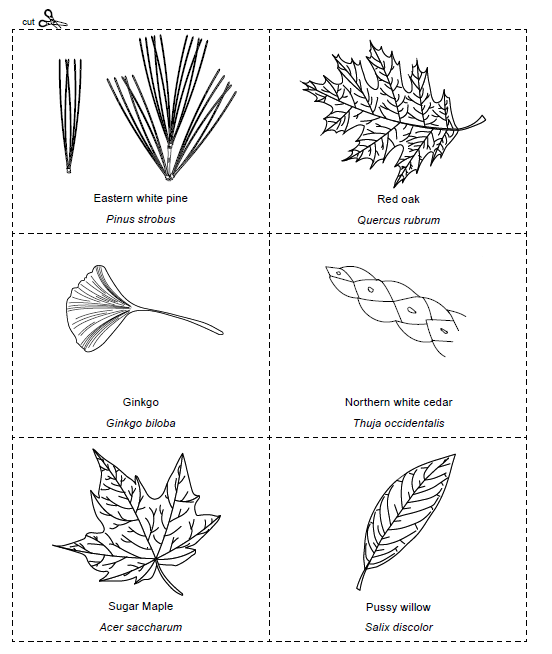 cut
Eastern white pine
Pinus strobus
Red oak
Quercus rubrum
Ginkgo
Ginkgo biloba
Northern white cedar
Thuja occidentalis
Sugar Maple
Acer saccharum
Pussy willow
Salix discolor